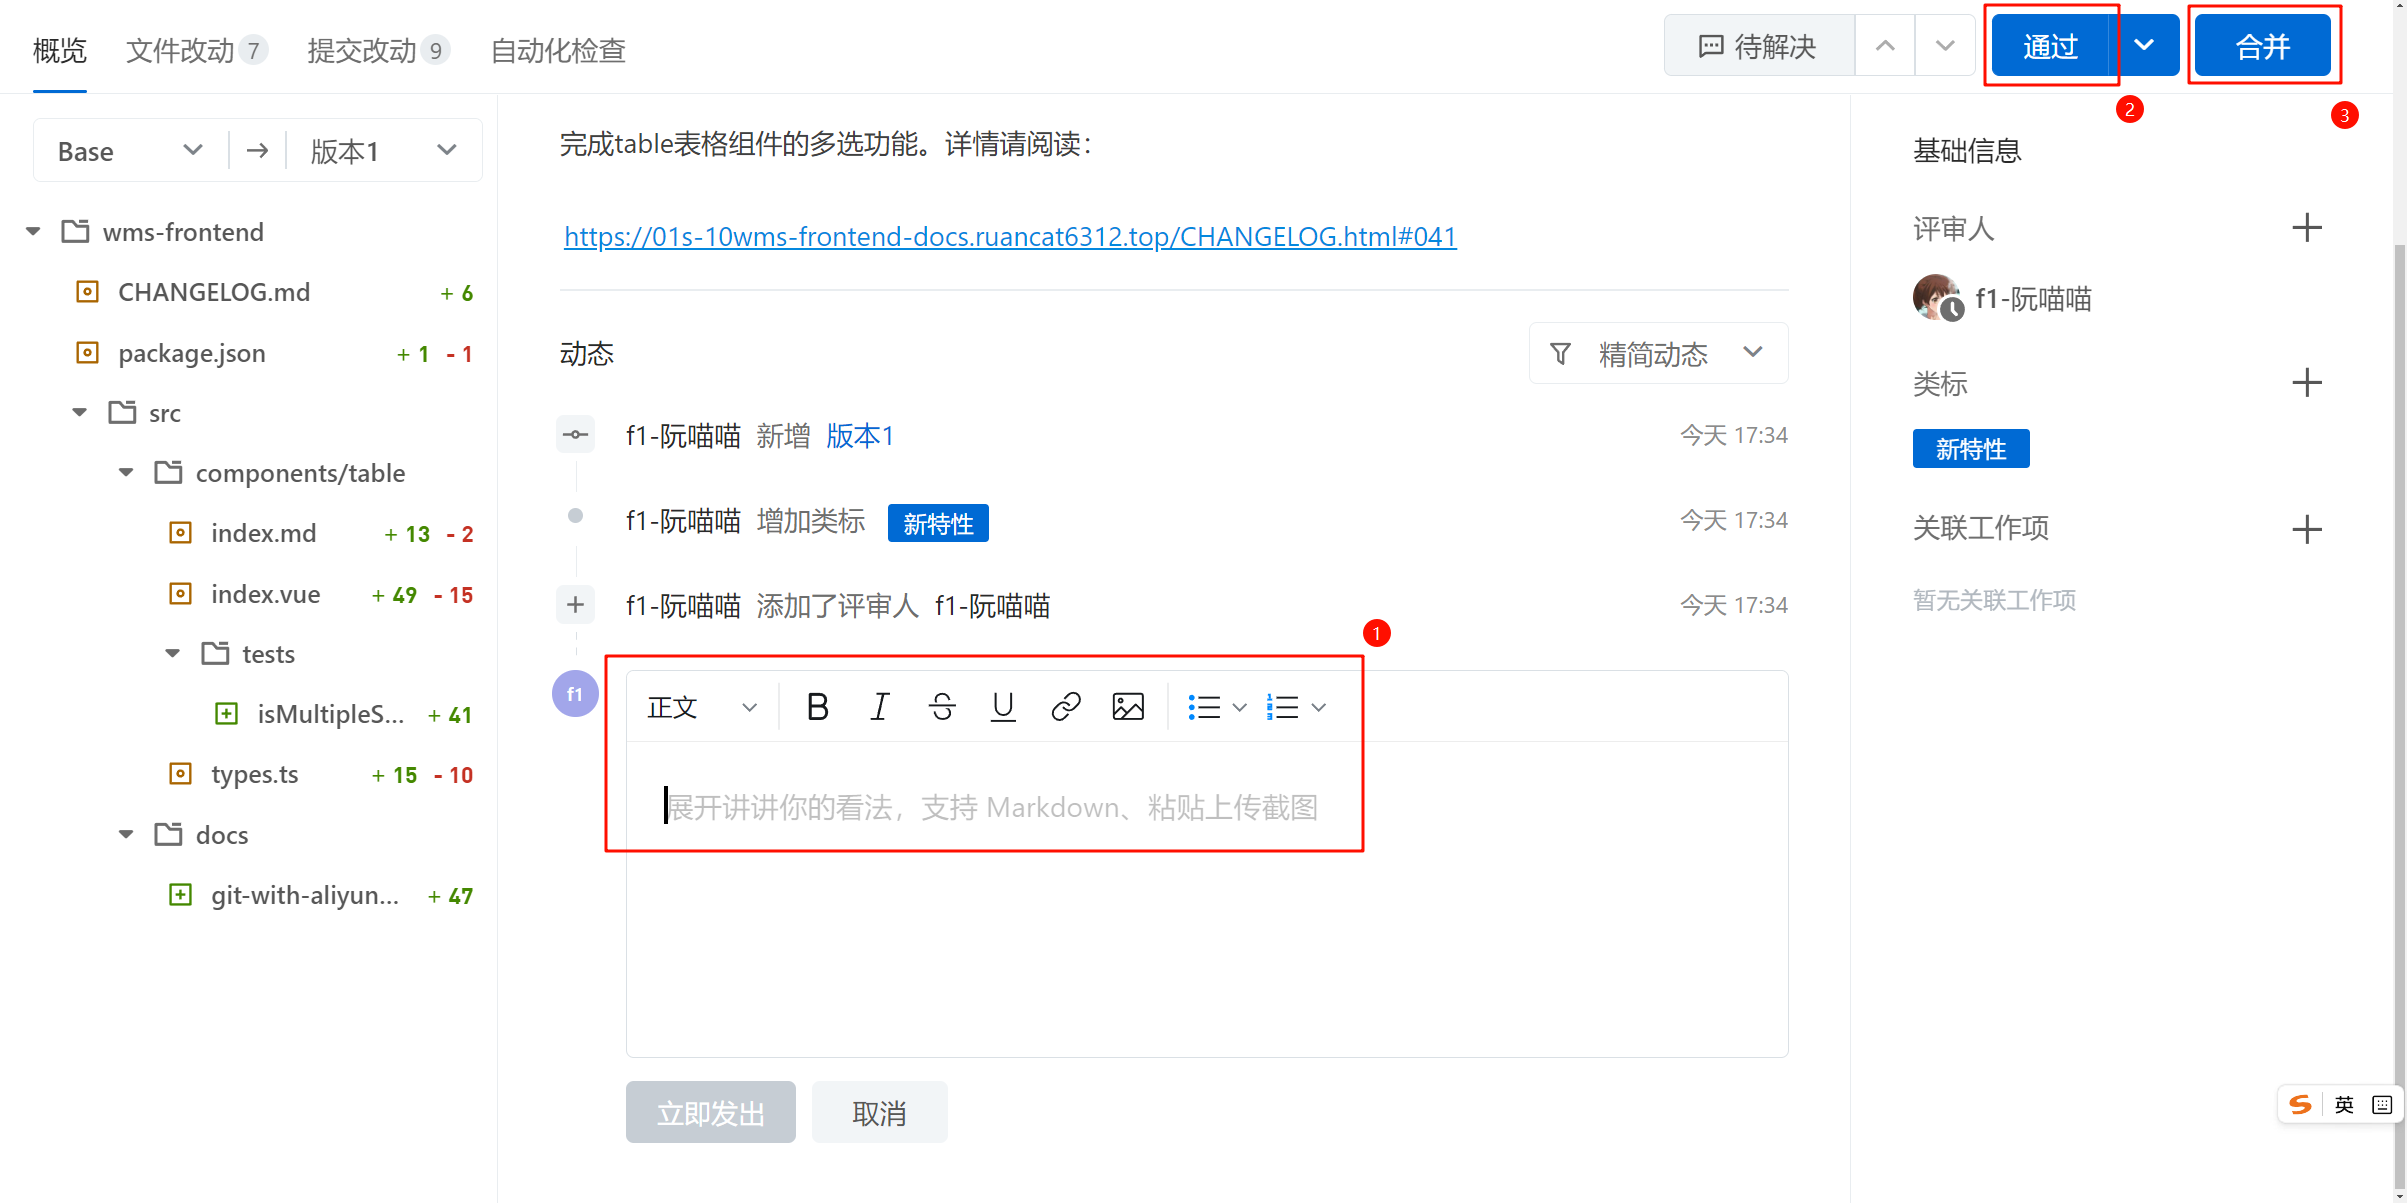 概览 文件改动 7 提交改动 9 自动化检查 待解决 通过 合并
2
3
Base → 版本1
wms-frontend
CHANGELOG.md + 6
package.json + 1 - 1
src
components/table
index.md + 13 - 2
index.vue + 49 - 15
tests
isMultipleS... + 41
types.ts + 15 - 10
docs
git-with-aliyun... + 47
完成table表格组件的多选功能。详情请阅读：
https://01s-10wms-frontend-docs.ruancat6312.top/CHANGELOG.html#041
动态 精简动态
f1-阮喵喵 新增 版本1 今天 17:34
f1-阮喵喵 增加类标 新特性 今天 17:34
f1-阮喵喵 添加了评审人 f1-阮喵喵 今天 17:34
1
f1
正文 B I S U
展开讲讲你的看法，支持 Markdown、粘贴上传截图
立即发出 取消
基础信息
评审人
f1-阮喵喵
类标
新特性
关联工作项
暂无关联工作项
S 英